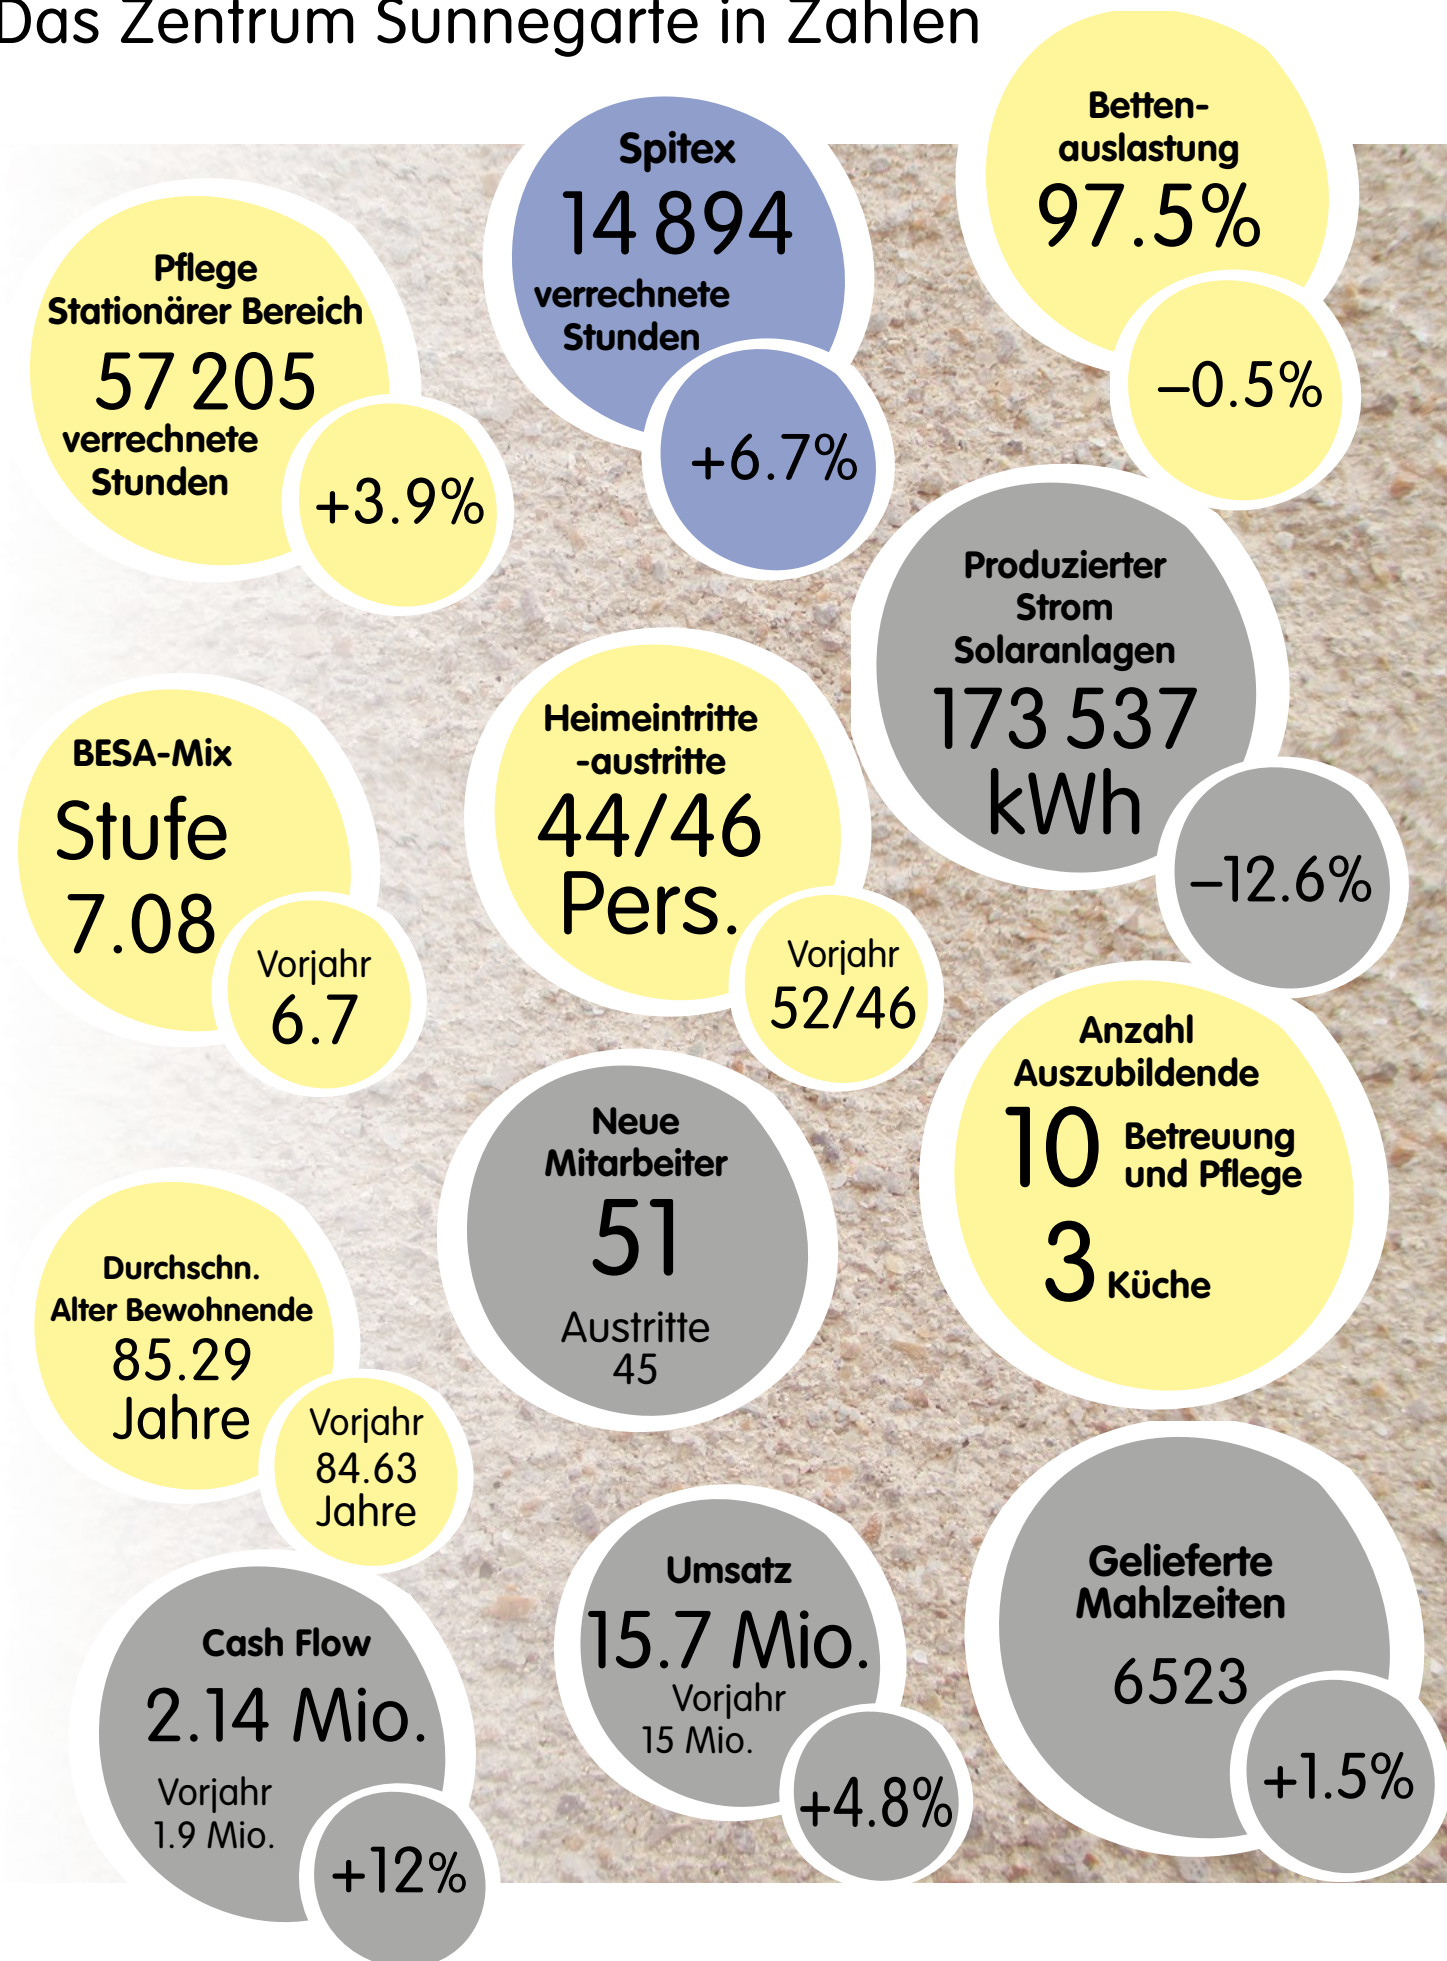 Das Zentrum Sunnegarte in Zahlen
Betten-
auslastung
97.5%
–0.5%
Spitex
14 894
verrechnete
Stunden
+6.7%
Pflege
Stationärer Bereich
57 205
verrechnete
Stunden
+3.9%
Produzierter
Strom
Solaranlagen
173 537
kWh
–12.6%
Heimeintritte
-austritte
44/46
Pers.
Vorjahr
52/46
BESA-Mix
Stufe
7.08
Vorjahr
6.7
Anzahl
Auszubildende
10 Betreuung
und Pflege
3 Küche
Neue
Mitarbeiter
51
Austritte
45
Durchschn.
Alter Bewohnende
85.29
Jahre
Vorjahr
84.63
Jahre
Gelieferte
Mahlzeiten
6523
+1.5%
Umsatz
15.7 Mio.
Vorjahr
15 Mio.
+4.8%
Cash Flow
2.14 Mio.
Vorjahr
1.9 Mio.
+12%